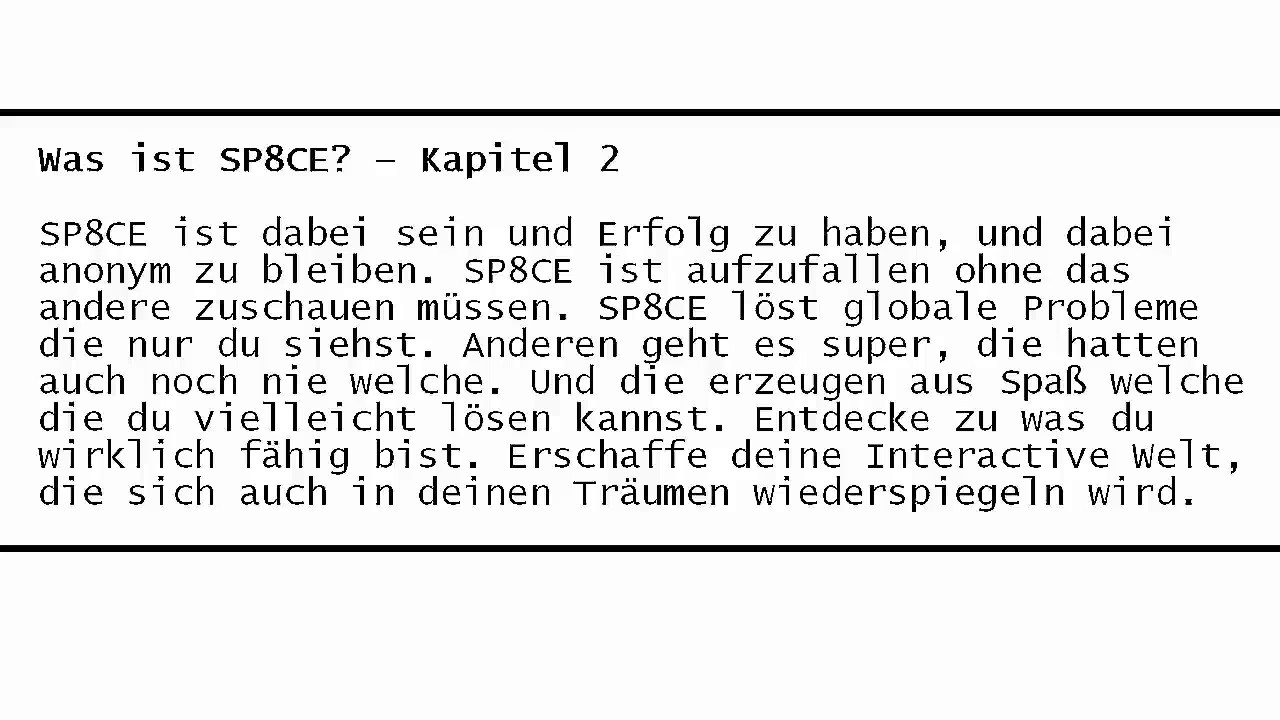 Was ist SP8CE? – Kapitel 2
SP8CE ist dabei sein und Erfolg zu haben, und dabei
anonym zu bleiben. SP8CE ist aufzufallen ohne das
andere zuschauen müssen. SP8CE löst globale Probleme
die nur du siehst. Anderen geht es super, die hatten
auch noch nie welche. Und die erzeugen aus Spaß welche
die du vielleicht lösen kannst. Entdecke zu was du
wirklich fähig bist. Erschaffe deine Interactive Welt,
die sich auch in deinen Träumen wiederspiegeln wird.